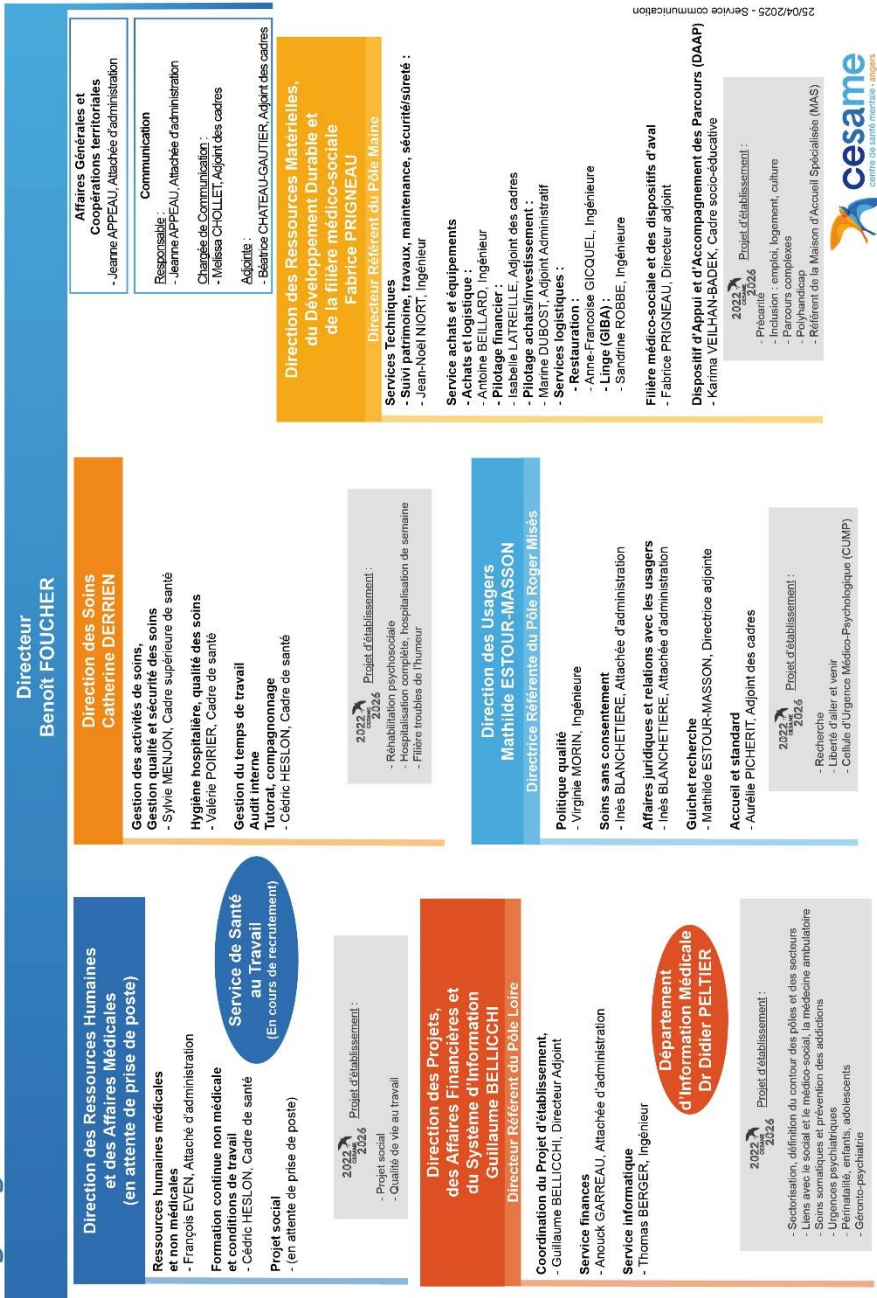 Directeur
Benoît FOUCHER
Affaires Générales et
Coopérations territoriales
- Jeanne APPEAU, Attachée d'administration
Communication
Responsable :
- Jeanne APPEAU, Attachée d'administration
Chargée de Communication :
- Melissa CHOLLET, Adjoint des cadres
Adjointe :
- Béatrice CHATEAU-GAUTIER, Adjoint des cadres
Direction des Ressources Humaines
et des Affaires Médicales
(en attente de prise de poste)
Ressources humaines médicales
et non médicales
- François EVEN, Attaché d'administration
Formation continue non médicale
et conditions de travail
- Cédric HESLON, Cadre de santé
Projet social
- (en attente de prise de poste)
Service de Santé
au Travail
(En cours de recrutement)
2022
CESAME
2026
Projet d'établissement :
- Projet social
- Qualité de vie au travail
Direction des Soins
Catherine DERRIEN
Gestion des activités de soins,
Gestion qualité et sécurité des soins
- Sylvie MENJON, Cadre supérieure de santé
Hygiène hospitalière, qualité des soins
- Valérie POIRIER, Cadre de santé
Gestion du temps de travail
Audit interne
Tutorat, compagnonnage
- Cédric HESLON, Cadre de santé
2022
CESAME
2026
Projet d'établissement :
- Réhabilitation psychosociale
- Hospitalisation complète, hospitalisation de semaine
- Filière troubles de l'humeur
Direction des Ressources Matérielles,
du Développement Durable et
de la filière médico-sociale
Fabrice PRIGNEAU
Directeur Référent du Pôle Maine
Services Techniques
- Suivi patrimoine, travaux, maintenance, sécurité/sûreté :
- Jean-Noël NIORT, Ingénieur
Service achats et équipements
- Achats et logistique :
- Antoine BEILLARD, Ingénieur
- Pilotage financier :
- Isabelle LATREILLE, Adjoint des cadres
- Pilotage achats/investissement :
- Marine DUBOST, Adjoint Administratif
- Services logistiques :
- Restauration :
- Anne-Francoise GICQUEL, Ingénieure
- Linge (GIBA) :
- Sandrine ROBBE, Ingénieure
Filière médico-sociale et des dispositifs d'aval
- Fabrice PRIGNEAU, Directeur adjoint
Dispositif d'Appui et d'Accompagnement des Parcours (DAAP)
- Karima VEILHAN-BADEK, Cadre socio-éducative
2022
CESAME
2026
Projet d'établissement :
- Précarité
- Inclusion : emploi, logement, culture
- Parcours complexes
- Polyhandicap
- Référent de la Maison d'Accueil Spécialisée (MAS)
Direction des Projets,
des Affaires Financières et
du Système d'Information
Guillaume BELLICCHI
Directeur Référent du Pôle Loire
Coordination du Projet d'établissement,
- Guillaume BELLICCHI, Directeur Adjoint
Service finances
- Anouck GARREAU, Attachée d'administration
Service informatique
- Thomas BERGER, Ingénieur
Département
d'Information Médicale
Dr Didier PELTIER
2022
CESAME
2026
Projet d'établissement :
- Sectorisation, définition du contour des pôles et des secteurs
- Liens avec le social et le médico-social, la médecine ambulatoire
- Soins somatiques et prévention des addictions
- Urgences psychiatriques
- Périnatalité, enfants, adolescents
- Géronto-psychiatrie
Direction des Usagers
Mathilde ESTOUR-MASSON
Directrice Référente du Pôle Roger Misès
Politique qualité
- Virginie MORIN, Ingénieure
Soins sans consentement
- Inès BLANCHETIERE, Attachée d'administration
Affaires juridiques et relations avec les usagers
- Inès BLANCHETIERE, Attachée d'administration
Guichet recherche
- Mathilde ESTOUR-MASSON, Directrice adjointe
Accueil et standard
- Aurélie PICHERIT, Adjoint des cadres
2022
CESAME
2026
Projet d'établissement :
- Recherche
- Liberté d'aller et venir
- Cellule d'Urgence Médico-Psychologique (CUMP)
cesame
centre de santé mentale - angers
25/04/2025 - Service communication